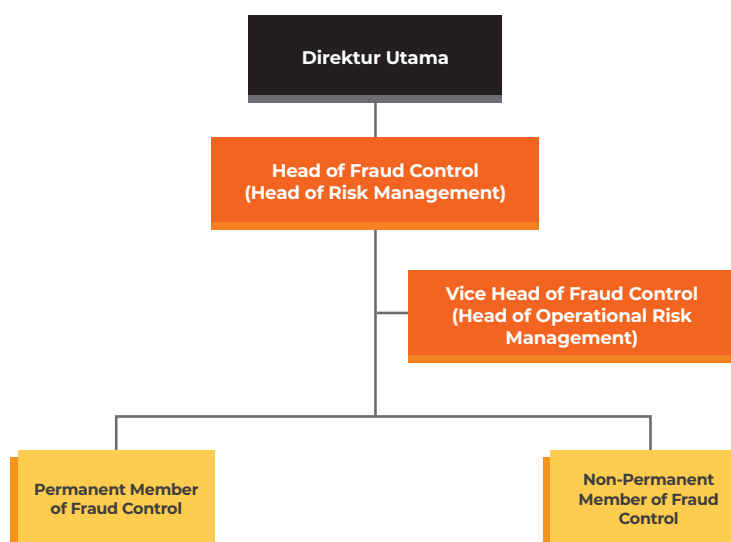 Direktur Utama
Head of Fraud Control
(Head of Risk Management)
Vice Head of Fraud Control
(Head of Operational Risk
Management)
Permanent Member
of Fraud Control
Non-Permanent
Member of Fraud
Control